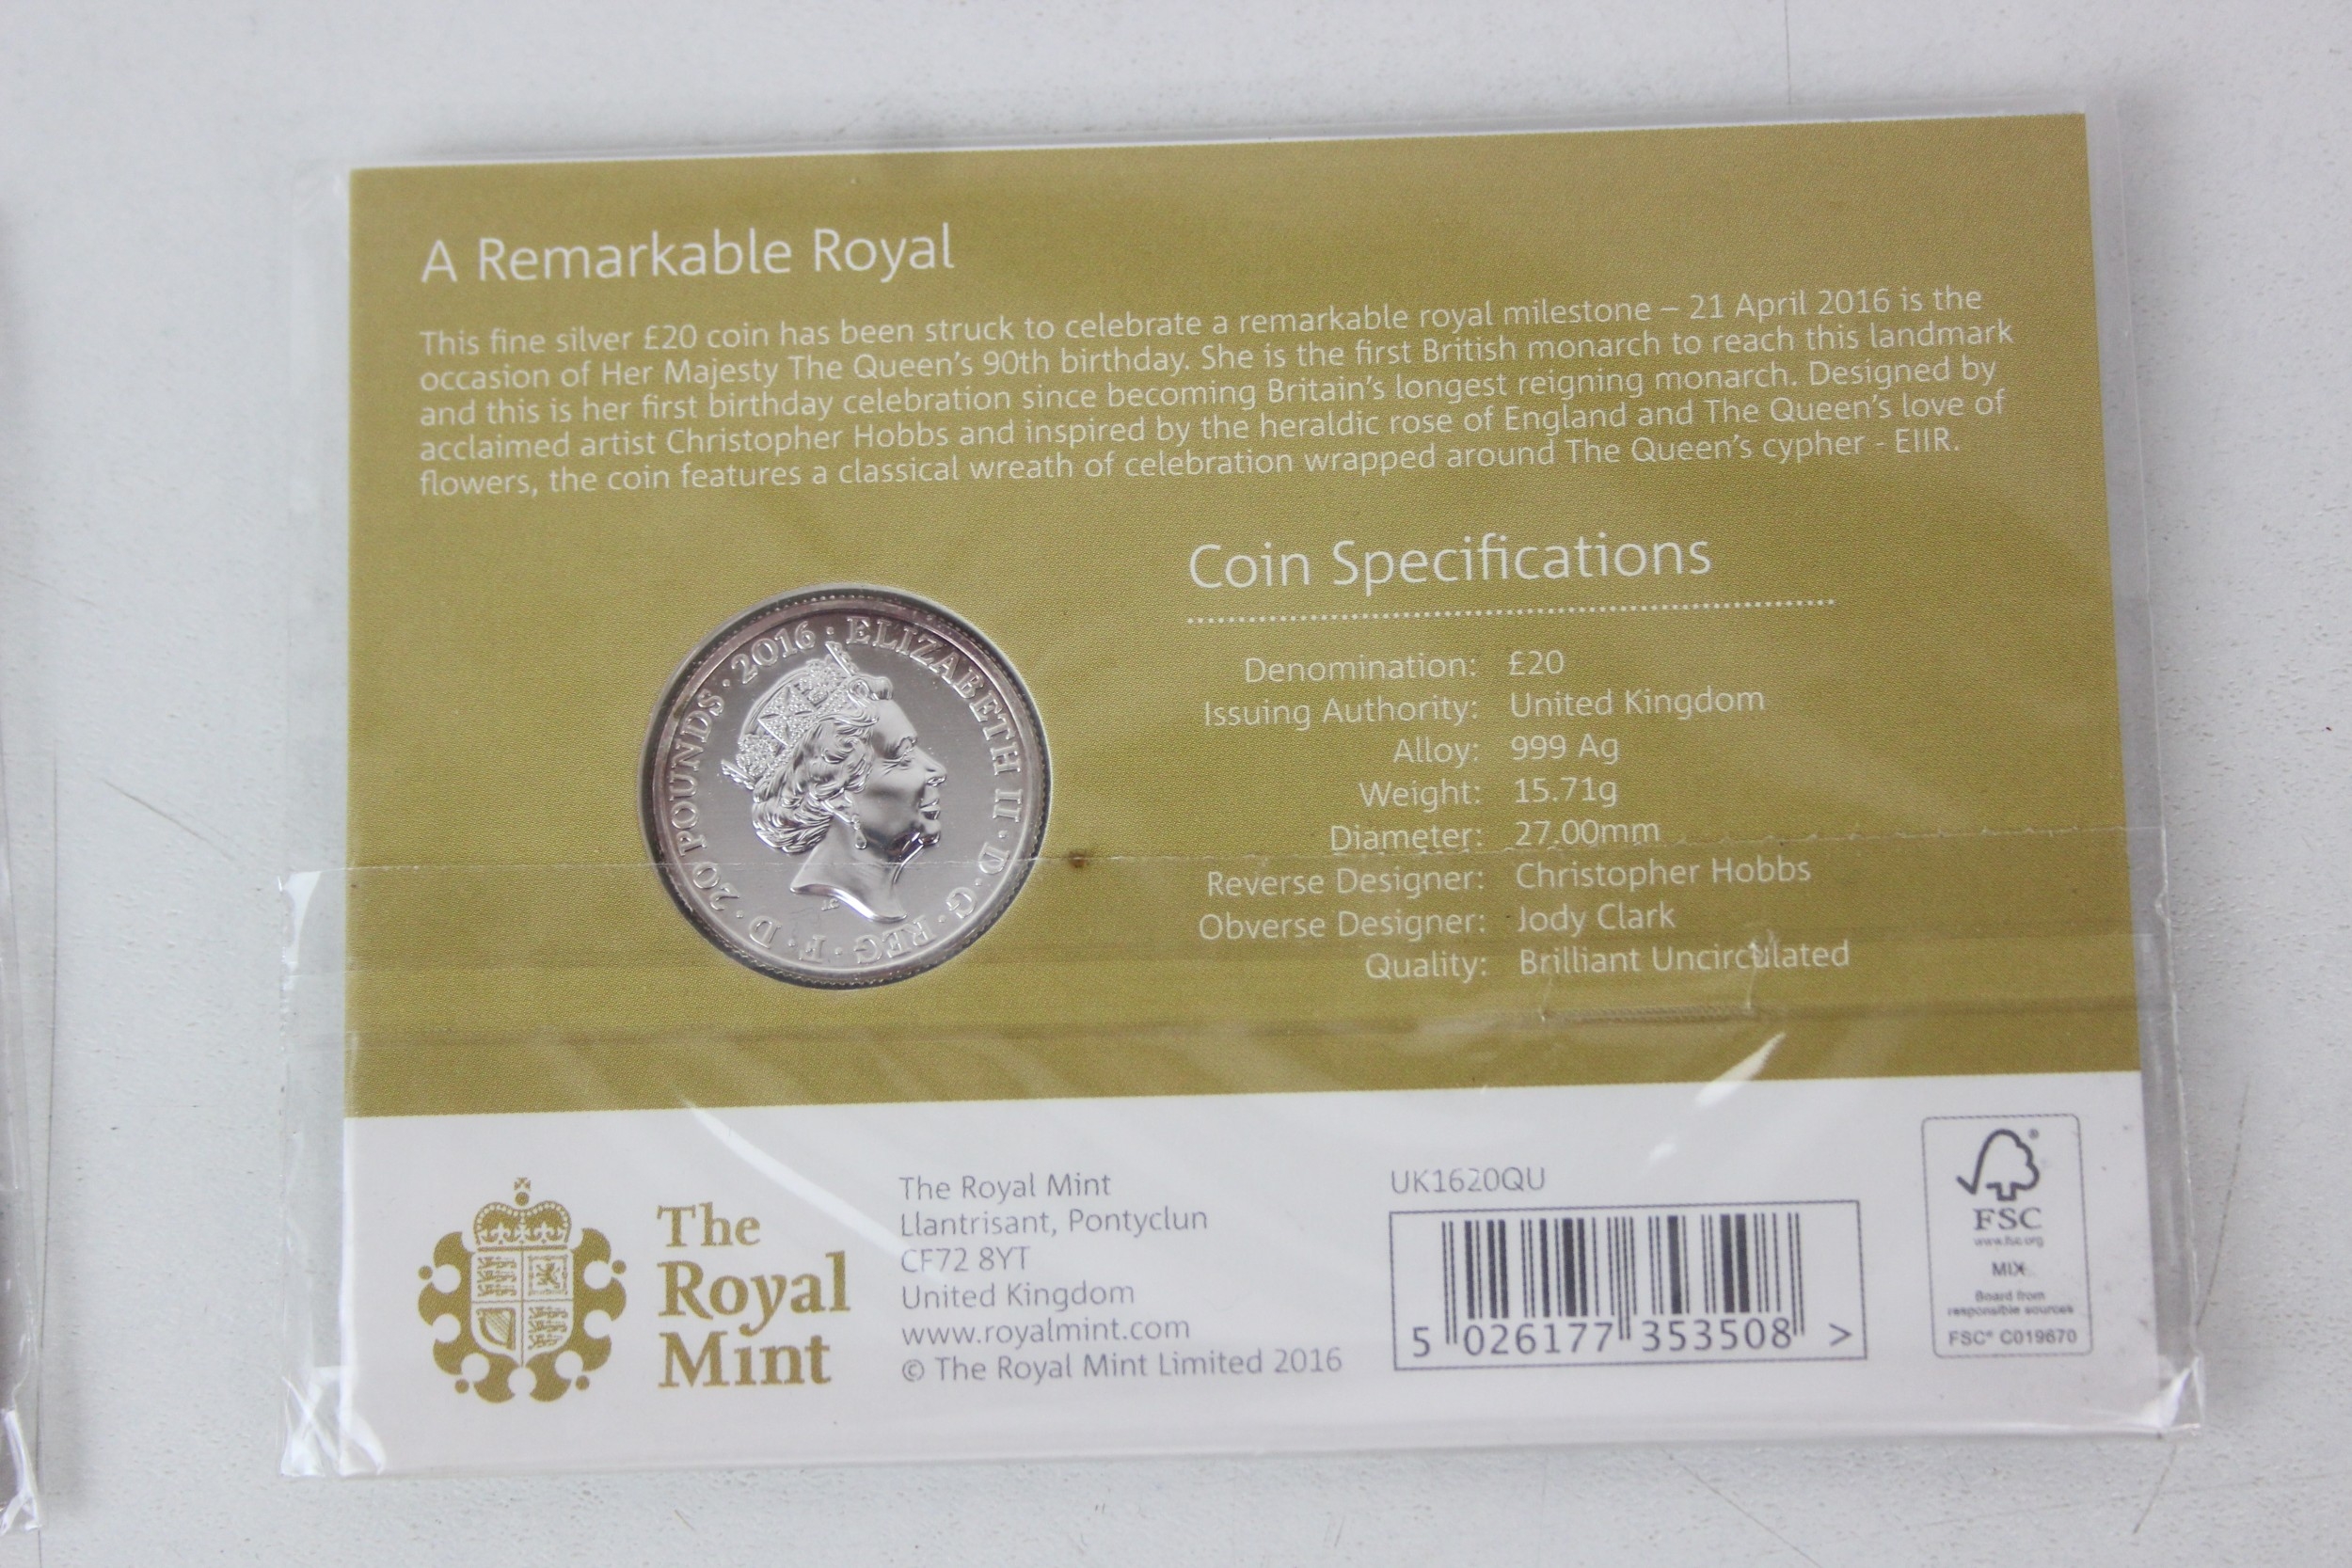 A Remarkable Royal
This fine silver £20 coin has been struck to celebrate a remarkable royal milestone – 21 April 2016 is the
occasion of Her Majesty The Queen's 90th birthday. She is the first British monarch to reach this landmark
and this is her first birthday celebration since becoming Britain's longest reigning monarch. Designed by
acclaimed artist Christopher Hobbs and inspired by the heraldic rose of England and The Queen's love of
flowers, the coin features a classical wreath of celebration wrapped around The Queen's cypher - EIIR.
20 POUNDS · 2016 · ELIZABETH II · D · G · REG · F · D ·
Coin Specifications
Denomination: £20
Issuing Authority: United Kingdom
Alloy: 999 Ag
Weight: 15.71g
Diameter: 27.00mm
Reverse Designer: Christopher Hobbs
Obverse Designer: Jody Clark
Quality: Brilliant Uncirculated
The
Royal
Mint
The Royal Mint
Llantrisant, Pontyclun
CF72 8YT
United Kingdom
www.royalmint.com
© The Royal Mint Limited 2016
UK1620QU
5 026177 353508 >
FSC
www.fsc.org
MIX
Board from
responsible sources
FSC® C019670